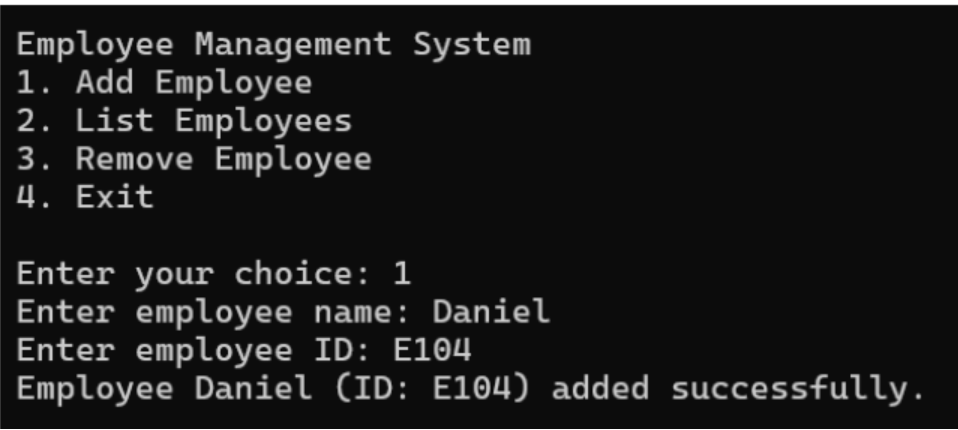 Employee Management System
1. Add Employee
2. List Employees
3. Remove Employee
4. Exit
Enter your choice: 1
Enter employee name: Daniel
Enter employee ID: E104
Employee Daniel (ID: E104) added successfully.